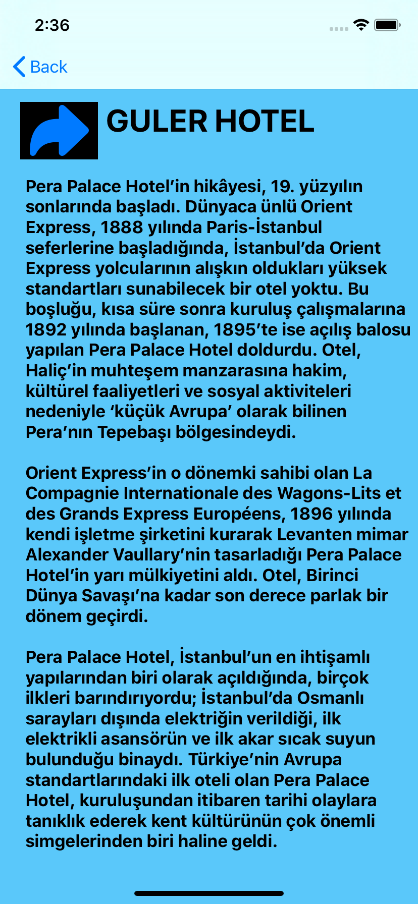 2:36
Back
GULER HOTEL
Pera Palace Hotel’in hikâyesi, 19. yüzyılın
sonlarında başladı. Dünyaca ünlü Orient
Express, 1888 yılında Paris-İstanbul
seferlerine başladığında, İstanbul’da Orient
Express yolcularının alışkın oldukları yüksek
standartları sunabilecek bir otel yoktu. Bu
boşluğu, kısa süre sonra kuruluş çalışmalarına
1892 yılında başlanan, 1895’te ise açılış balosu
yapılan Pera Palace Hotel doldurdu. Otel,
Haliç’in muhteşem manzarasına hakim,
kültürel faaliyetleri ve sosyal aktiviteleri
nedeniyle ‘küçük Avrupa’ olarak bilinen
Pera’nın Tepebaşı bölgesindeydi.
Orient Express’in o dönemki sahibi olan La
Compagnie Internationale des Wagons-Lits et
des Grands Express Européens, 1896 yılında
kendi işletme şirketini kurarak Levanten mimar
Alexander Vaullary’nin tasarladığı Pera Palace
Hotel’in yarı mülkiyetini aldı. Otel, Birinci
Dünya Savaşı’na kadar son derece parlak bir
dönem geçirdi.
Pera Palace Hotel, İstanbul’un en ihtişamlı
yapılarından biri olarak açıldığında, birçok
ilkleri barındırıyordu; İstanbul’da Osmanlı
sarayları dışında elektriğin verildiği, ilk
elektrikli asansörün ve ilk akar sıcak suyun
bulunduğu binaydı. Türkiye’nin Avrupa
standartlarındaki ilk oteli olan Pera Palace
Hotel, kuruluşundan itibaren tarihi olaylara
tanıklık ederek kent kültürünün çok önemli
simgelerinden biri haline geldi.